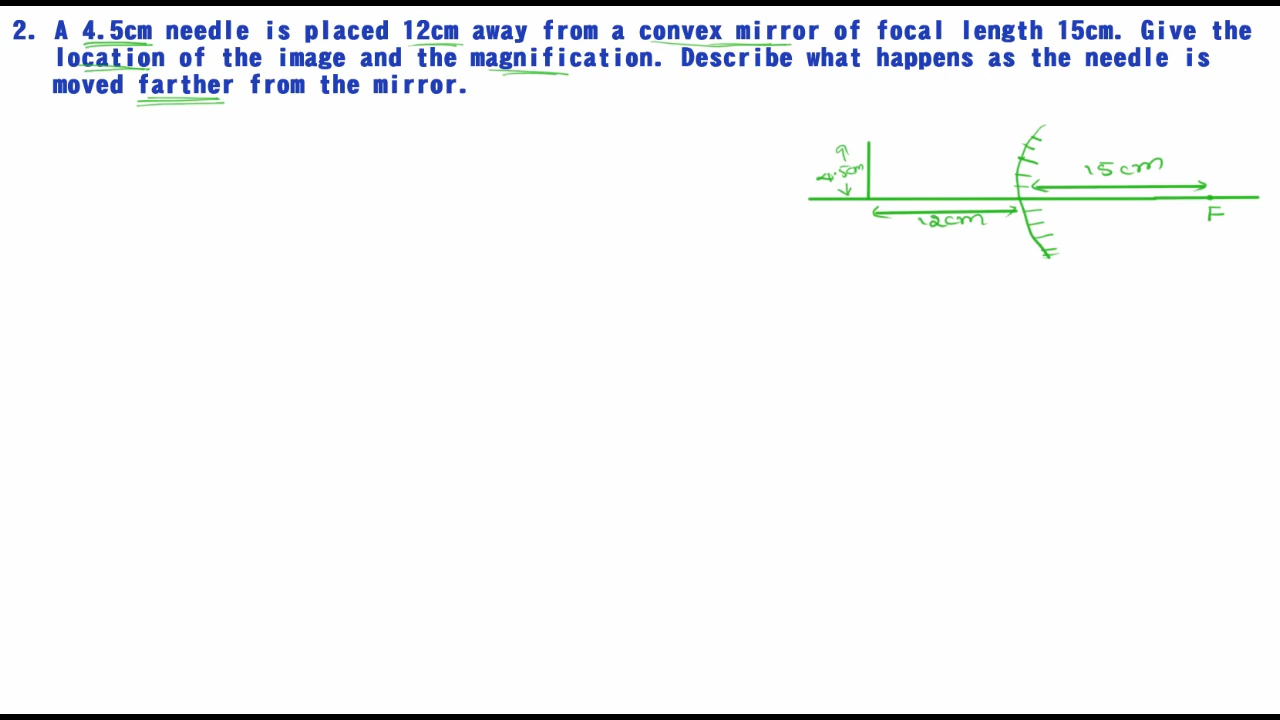 2. A 4.5cm needle is placed 12cm away from a convex mirror of focal length 15cm. Give the
location of the image and the magnification. Describe what happens as the needle is
moved farther from the mirror.
4.5cm
15cm
12cm
F